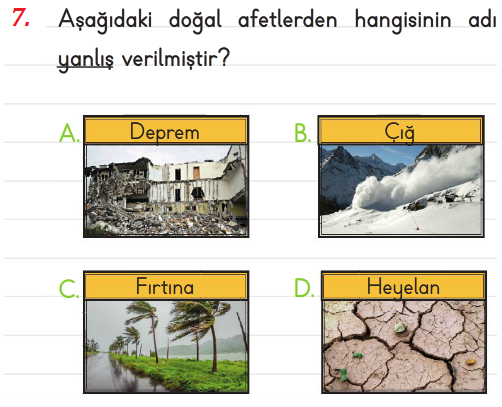 7. Aşağıdaki doğal afetlerden hangisinin adı
yanlış verilmiştir?
A. Deprem
B. Çığ
C. Fırtına
D. Heyelan